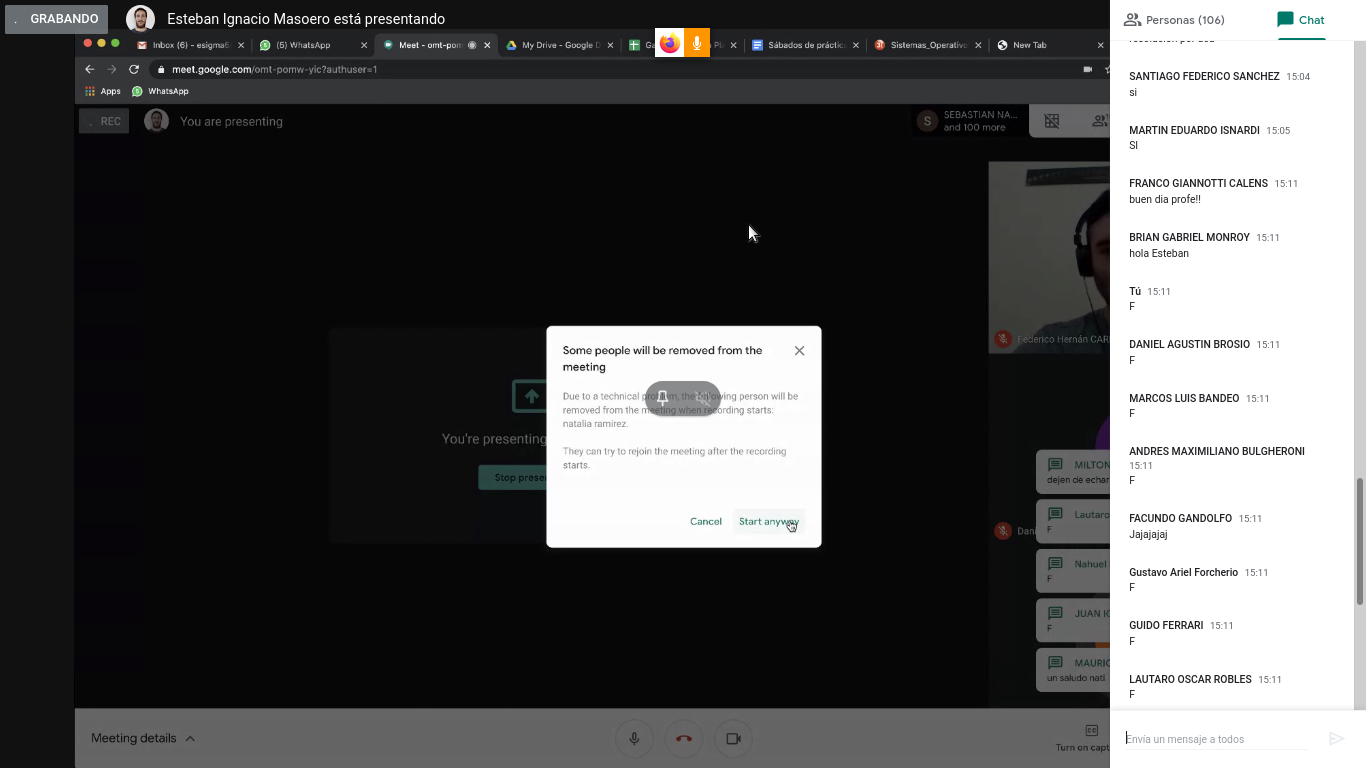 GRABANDO
Esteban Ignacio Masoero está presentando
Inbox (6) - esigma5
(5) WhatsApp
Meet - omt-pom
My Drive - Google D
Sábados de práctic
Sistemas_Operativo
New Tab
meet.google.com/omt-pomw-yic?authuser=1
Apps
WhatsApp
REC
You are presenting
S
SEBASTIAN NA...
and 100 more
Federico Hernán CAR
You're presenting
Stop prese
Some people will be removed from the
meeting
Due to a technical problem, the following person will be
removed from the meeting when recording starts:
natalia ramirez.
They can try to rejoin the meeting after the recording
starts.
Cancel
Start anyway
MILTON
dejen de echar
Lautaro
F
Dan
Nahuel
F
JUAN
F
MAURIC
un saludo nati
Meeting details
Turn on capt
Personas (106)
Chat
SANTIAGO FEDERICO SANCHEZ 15:04
si
MARTIN EDUARDO ISNARDI 15:05
SI
FRANCO GIANNOTTI CALENS 15:11
buen dia profe!!
BRIAN GABRIEL MONROY 15:11
hola Esteban
Tú 15:11
F
DANIEL AGUSTIN BROSIO 15:11
F
MARCOS LUIS BANDEO 15:11
F
ANDRES MAXIMILIANO BULGHERONI
15:11
F
FACUNDO GANDOLFO 15:11
Jajajajaj
Gustavo Ariel Forcherio 15:11
F
GUIDO FERRARI 15:11
F
LAUTARO OSCAR ROBLES 15:11
F
Envía un mensaje a todos